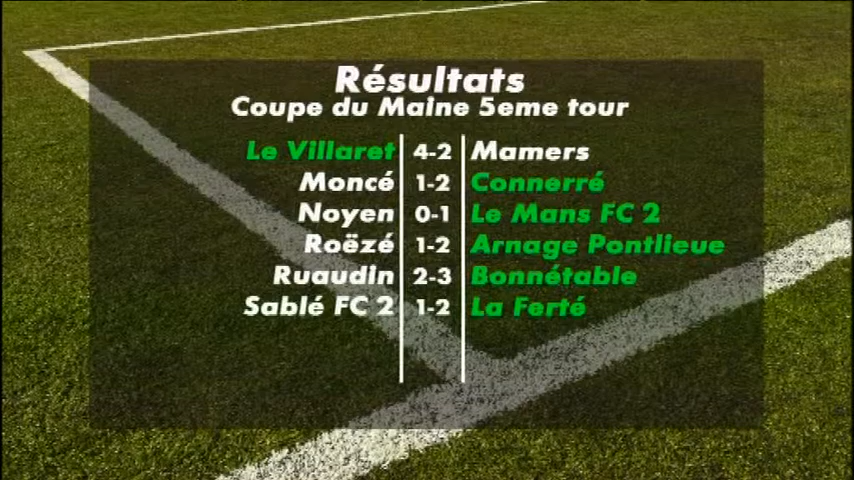 Résultats
Coupe du Maine 5eme tour
Le Villaret 4-2 Mamers
Moncé 1-2 Connerré
Noyen 0-1 Le Mans FC 2
Roëzé 1-2 Arnage Pontlieue
Ruaudin 2-3 Bonnétable
Sablé FC 2 1-2 La Ferté